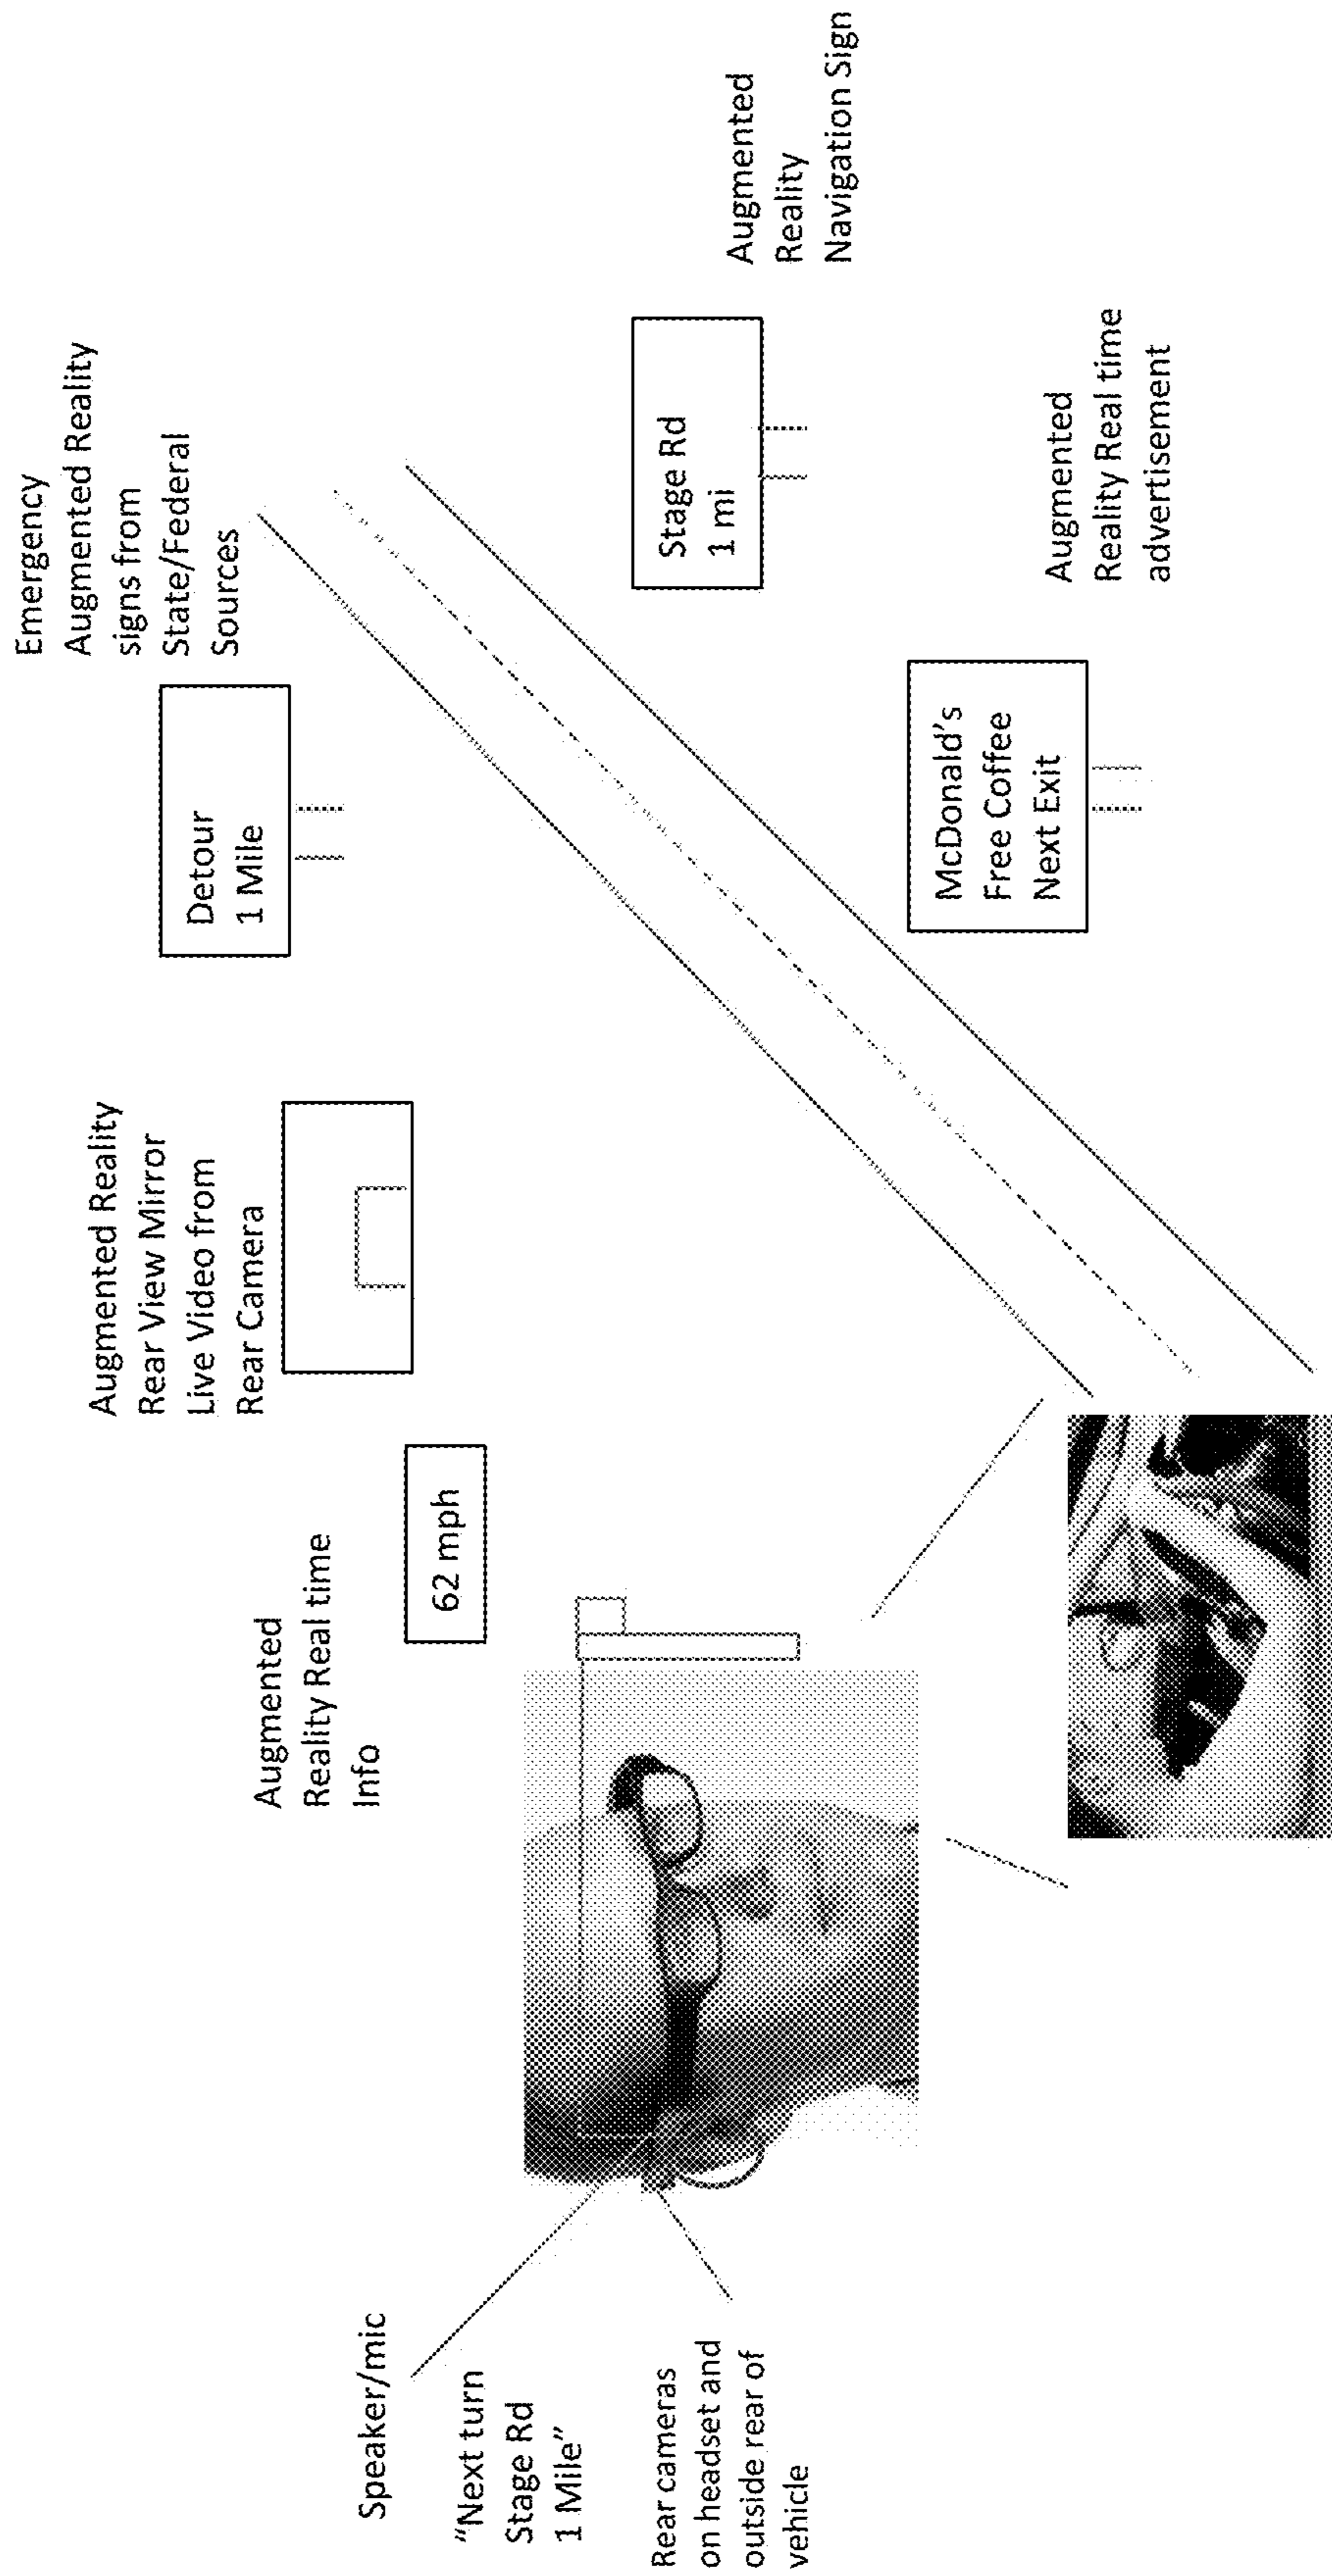 Speaker/mic
"Next turn
Stage Rd
1 Mile"
Rear cameras
on headset and
outside rear of
vehicle
Augmented
Reality Real time
Info
62 mph
Augmented Reality
Rear View Mirror
Live Video from
Rear Camera
Emergency
Augmented Reality
signs from
State/Federal
Sources
Detour
1 Mile
Stage Rd
1 mi
Augmented
Reality
Navigation Sign
McDonald's
Free Coffee
Next Exit
Augmented
Reality Real time
advertisement